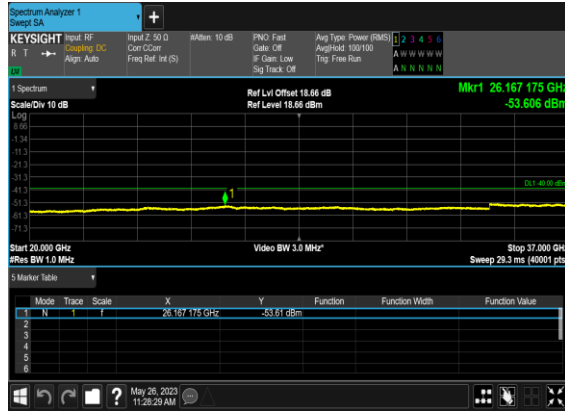 Spectrum Analyzer 1
Swept SA
+
KEYSIGHT Input: RF Input Z: 50 Ω #Atten: 10 dB PNO: Fast Avg Type: Power (RMS) 1 2 3 4 5 6
R T Coupling: DC Corr CCorr Gate: Off Avg|Hold: 100/100 A W W W W W
Align: Auto Freq Ref: Int (S) IF Gain: Low Trig: Free Run
Sig Track: Off A N N N N N
1 Spectrum
Scale/Div 10 dB
Ref Lvl Offset 18.66 dB
Ref Level 18.66 dBm
Mkr1 26.167 175 GHz
-53.606 dBm
Log
8.66
-1.34
-11.3
-21.3
-31.3
-41.3
-51.3
-61.3
-71.3
DL1 -40.00 dBm
1
Start 20.000 GHz Video BW 3.0 MHz* Stop 37.000 GHz
#Res BW 1.0 MHz Sweep 29.3 ms (40001 pts)
5 Marker Table
Mode Trace Scale X Y Function Function Width Function Value
1 N 1 f 26.167 175 GHz -53.61 dBm
2
3
4
5
6
?
May 26, 2023
11:28:29 AM